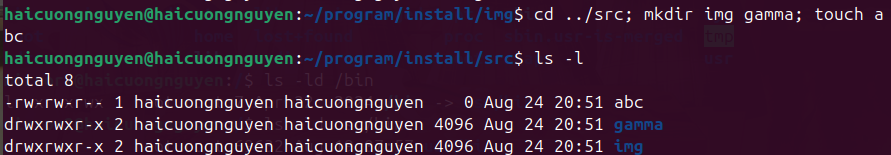 haicuongnguyen@haicuongnguyen:~/program/install/img$ cd ../src; mkdir img gamma; touch a
bc
haicuongnguyen@haicuongnguyen:~/program/install/src$ ls -l
total 8
-rw-rw-r-- 1 haicuongnguyen haicuongnguyen    0 Aug 24 20:51 abc
drwxrwxr-x 2 haicuongnguyen haicuongnguyen 4096 Aug 24 20:51 gamma
drwxrwxr-x 2 haicuongnguyen haicuongnguyen 4096 Aug 24 20:51 img